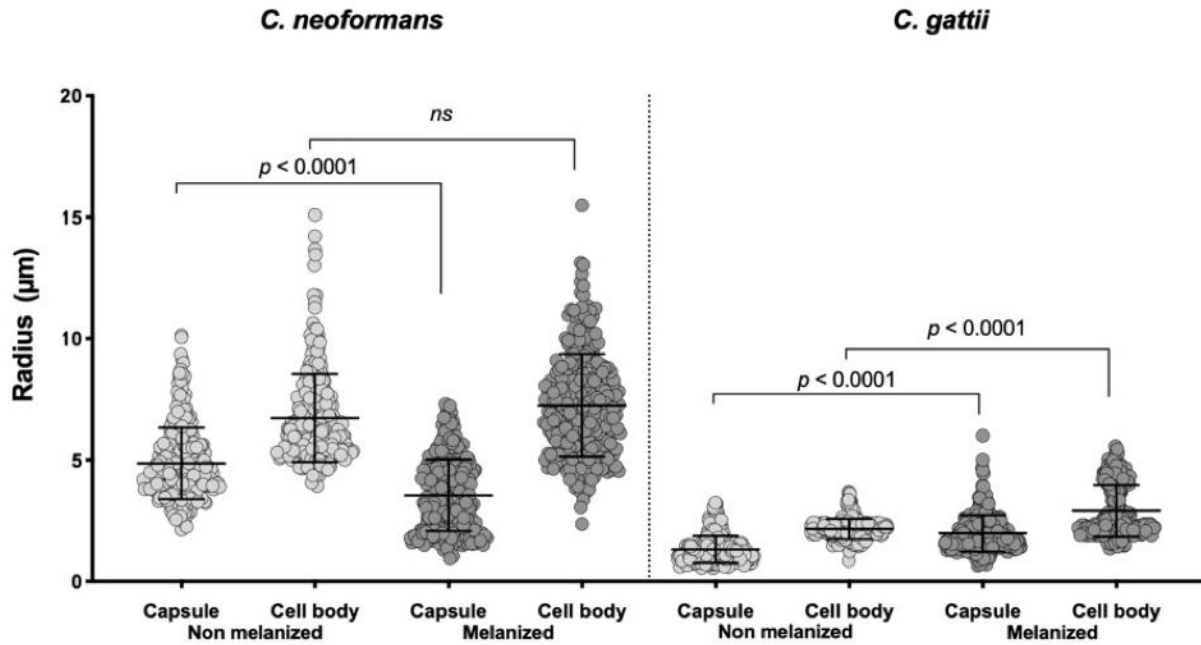 C. neoformans
C. gattii
Radius (µm)
20
15
10
5
0
ns
p < 0.0001
p < 0.0001
p < 0.0001
Capsule Cell body Capsule Cell body Capsule Cell body Capsule Cell body
Non melanized Melanized Non melanized Melanized